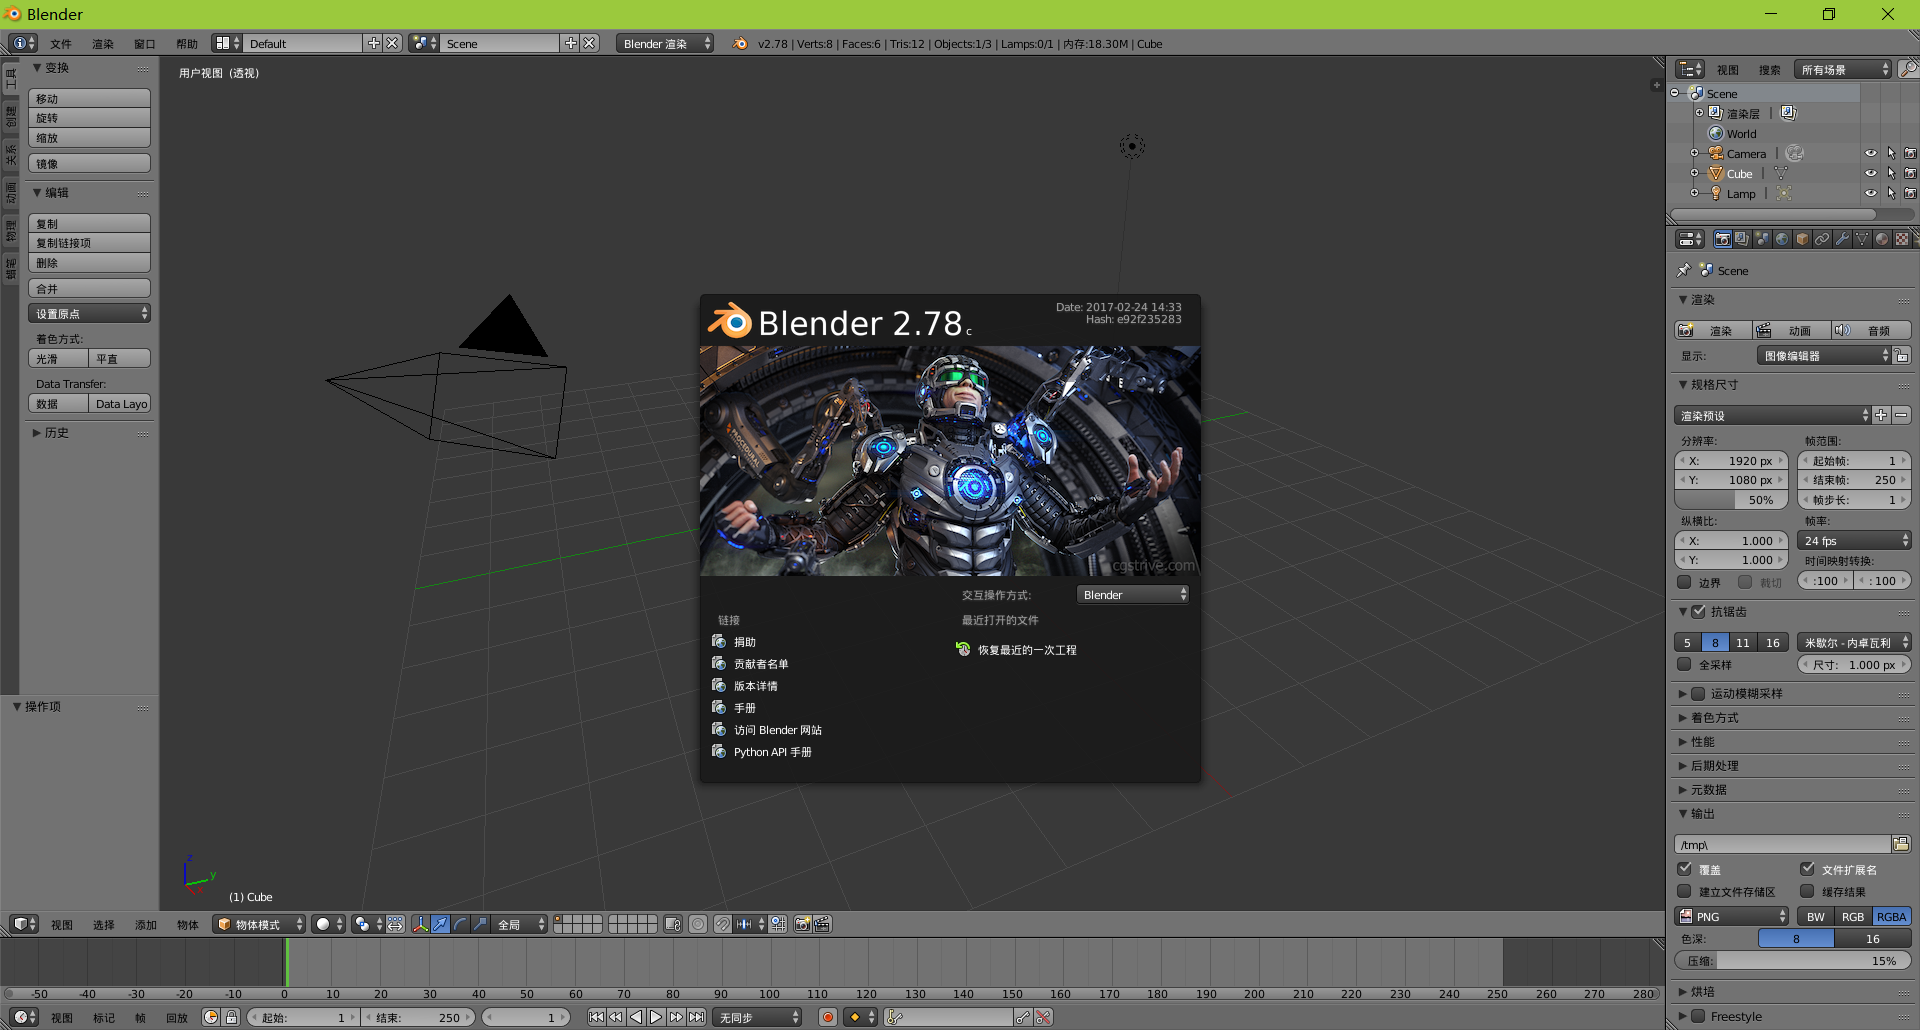 Blender
文件 渲染 窗口 帮助 Default Scene Blender 渲染 v2.78 | Verts:8 | Faces:6 | Tris:12 | Objects:1/3 | Lamps:0/1 | 内存:18.30M | Cube
工具
创建
关系
动画
物理
蜡笔
变换
移动
旋转
缩放
镜像
编辑
复制
复制链接项
删除
合并
设置原点
着色方式:
光滑 平直
Data Transfer:
数据 Data Layo
历史
操作项
用户视图 (透视)
Blender 2.78 c
Date: 2017-02-24 14:33
Hash: e92f235283
cgstrive.com
交互操作方式: Blender
链接
最近打开的文件
捐助
恢复最近的一次工程
贡献者名单
版本详情
手册
访问 Blender 网站
Python API 手册
z
y
x
(1) Cube
视图 选择 添加 物体 物体模式 全局
-50 -40 -30 -20 -10 0 10 20 30 40 50 60 70 80 90 100 110 120 130 140 150 160 170 180 190 200 210 220 230 240 250 260 270 280
视图 标记 帧 回放 起始: 1 结束: 250 1 无同步
视图 搜索 所有场景
Scene
渲染层 |
World
Camera |
Cube |
Lamp |
Scene
渲染
渲染 动画 音频
显示: 图像编辑器
规格尺寸
渲染预设
分辨率: 帧范围:
X: 1920 px 起始帧: 1
Y: 1080 px 结束帧: 250
50% 帧步长: 1
纵横比: 帧率:
X: 1.000 24 fps
Y: 1.000 时间映射转换:
边界 裁切 :100 : 100
抗锯齿
5 8 11 16 米歇尔 - 内卓瓦利
全采样 尺寸: 1.000 px
运动模糊采样
着色方式
性能
后期处理
元数据
输出
/tmp\
覆盖 文件扩展名
建立文件存储区 缓存结果
PNG BW RGB RGBA
色深: 8 16
压缩: 15%
烘培
Freestyle